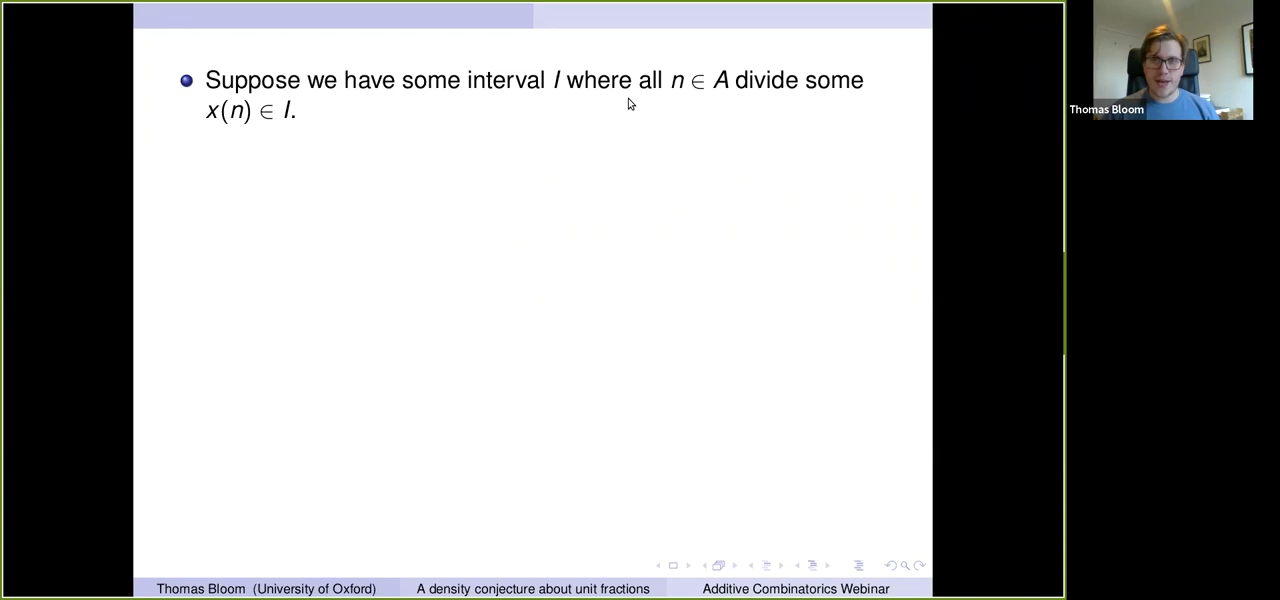 Suppose we have some interval I where all n ∈ A divide some
x(n) ∈ I.
Thomas Bloom
Thomas Bloom (University of Oxford)
A density conjecture about unit fractions
Additive Combinatorics Webinar